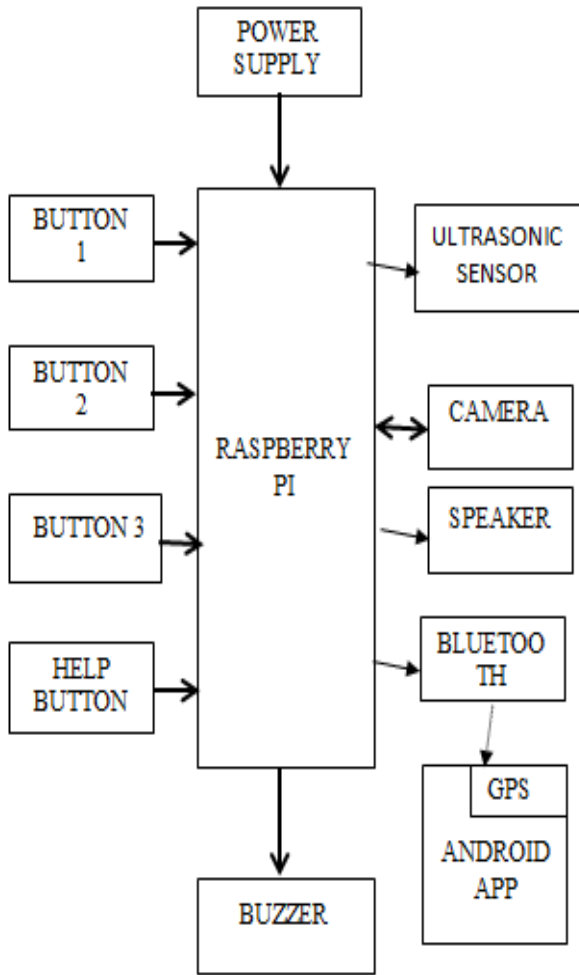 POWER
SUPPLY
BUTTON
1
ULTRASONIC
SENSOR
BUTTON
2
CAMERA
RASPBERRY
PI
BUTTON 3
SPEAKER
HELP
BUTTON
BLUETOO
TH
GPS
ANDROID
APP
BUZZER